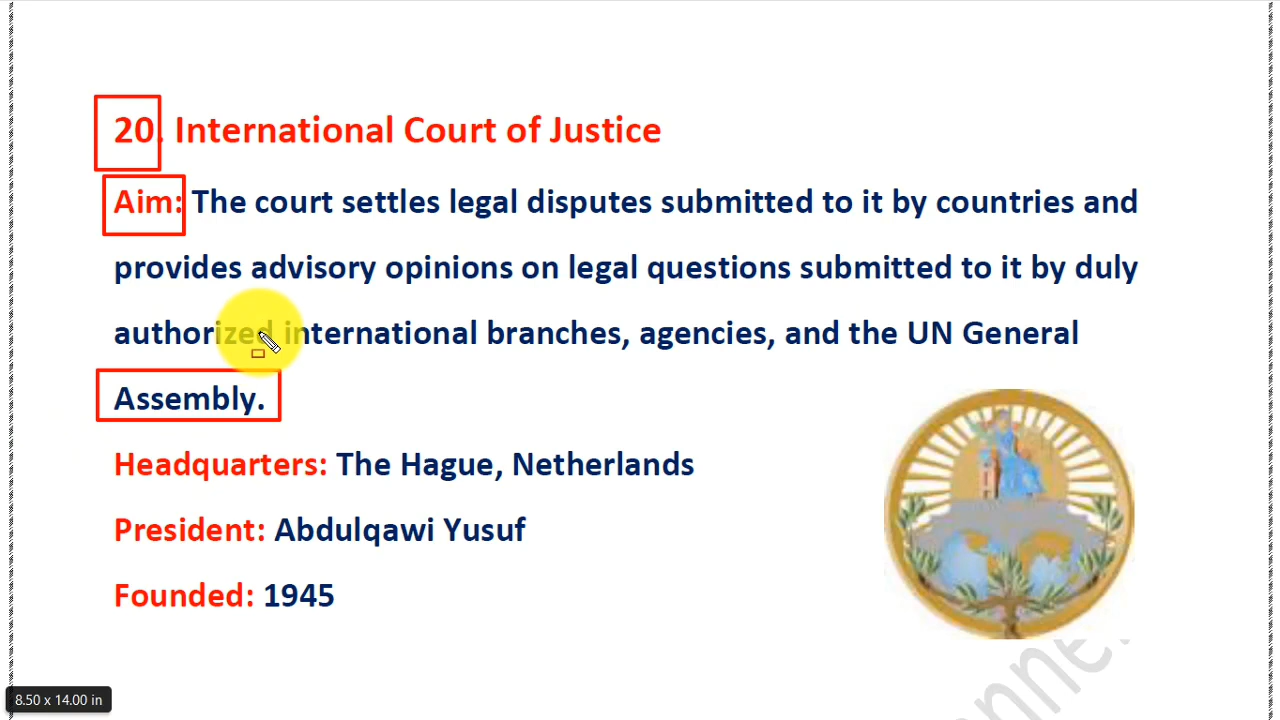 20. International Court of Justice
Aim: The court settles legal disputes submitted to it by countries and
provides advisory opinions on legal questions submitted to it by duly
authorized international branches, agencies, and the UN General
Assembly.
Headquarters: The Hague, Netherlands
President: Abdulqawi Yusuf
Founded: 1945
8.50 x 14.00 in